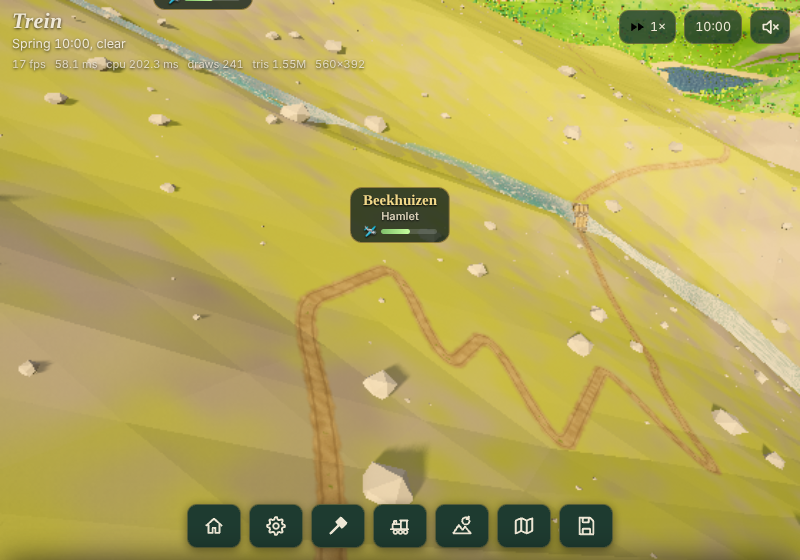 Trein
Spring 10:00, clear
17 fps 58.1 ms cpu 202.3 ms draws 241 tris 1.55M 560×392
1×
10:00
Beekhuizen
Hamlet